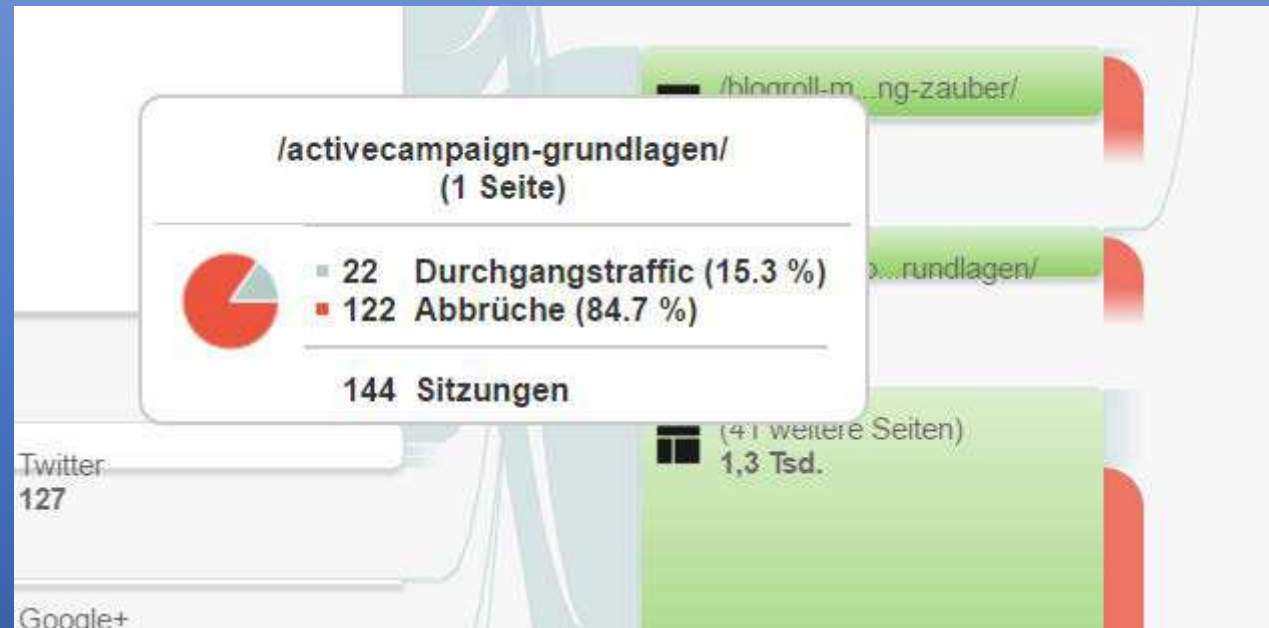 /blogroll-m...ng-zauber/
/activecampaign-grundlagen/
(1 Seite)
22 Durchgangstraffic (15.3 %)
122 Abbrüche (84.7 %)
144 Sitzungen
...rundlagen/
(41 weitere Seiten)
1,3 Tsd.
Twitter
127
Google+